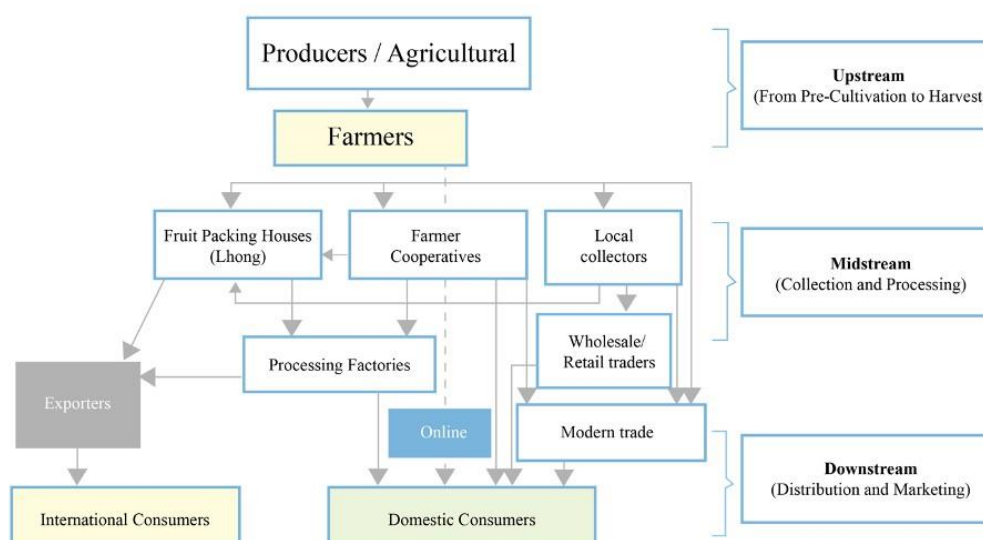 Producers / Agricultural
Upstream
(From Pre-Cultivation to Harvest
Farmers
Fruit Packing Houses
(Lhong)
Farmer
Cooperatives
Local
collectors
Midstream
(Collection and Processing)
Processing Factories
Wholesale/
Retail traders
Exporters
Online
Modern trade
Downstream
(Distribution and Marketing)
International Consumers
Domestic Consumers